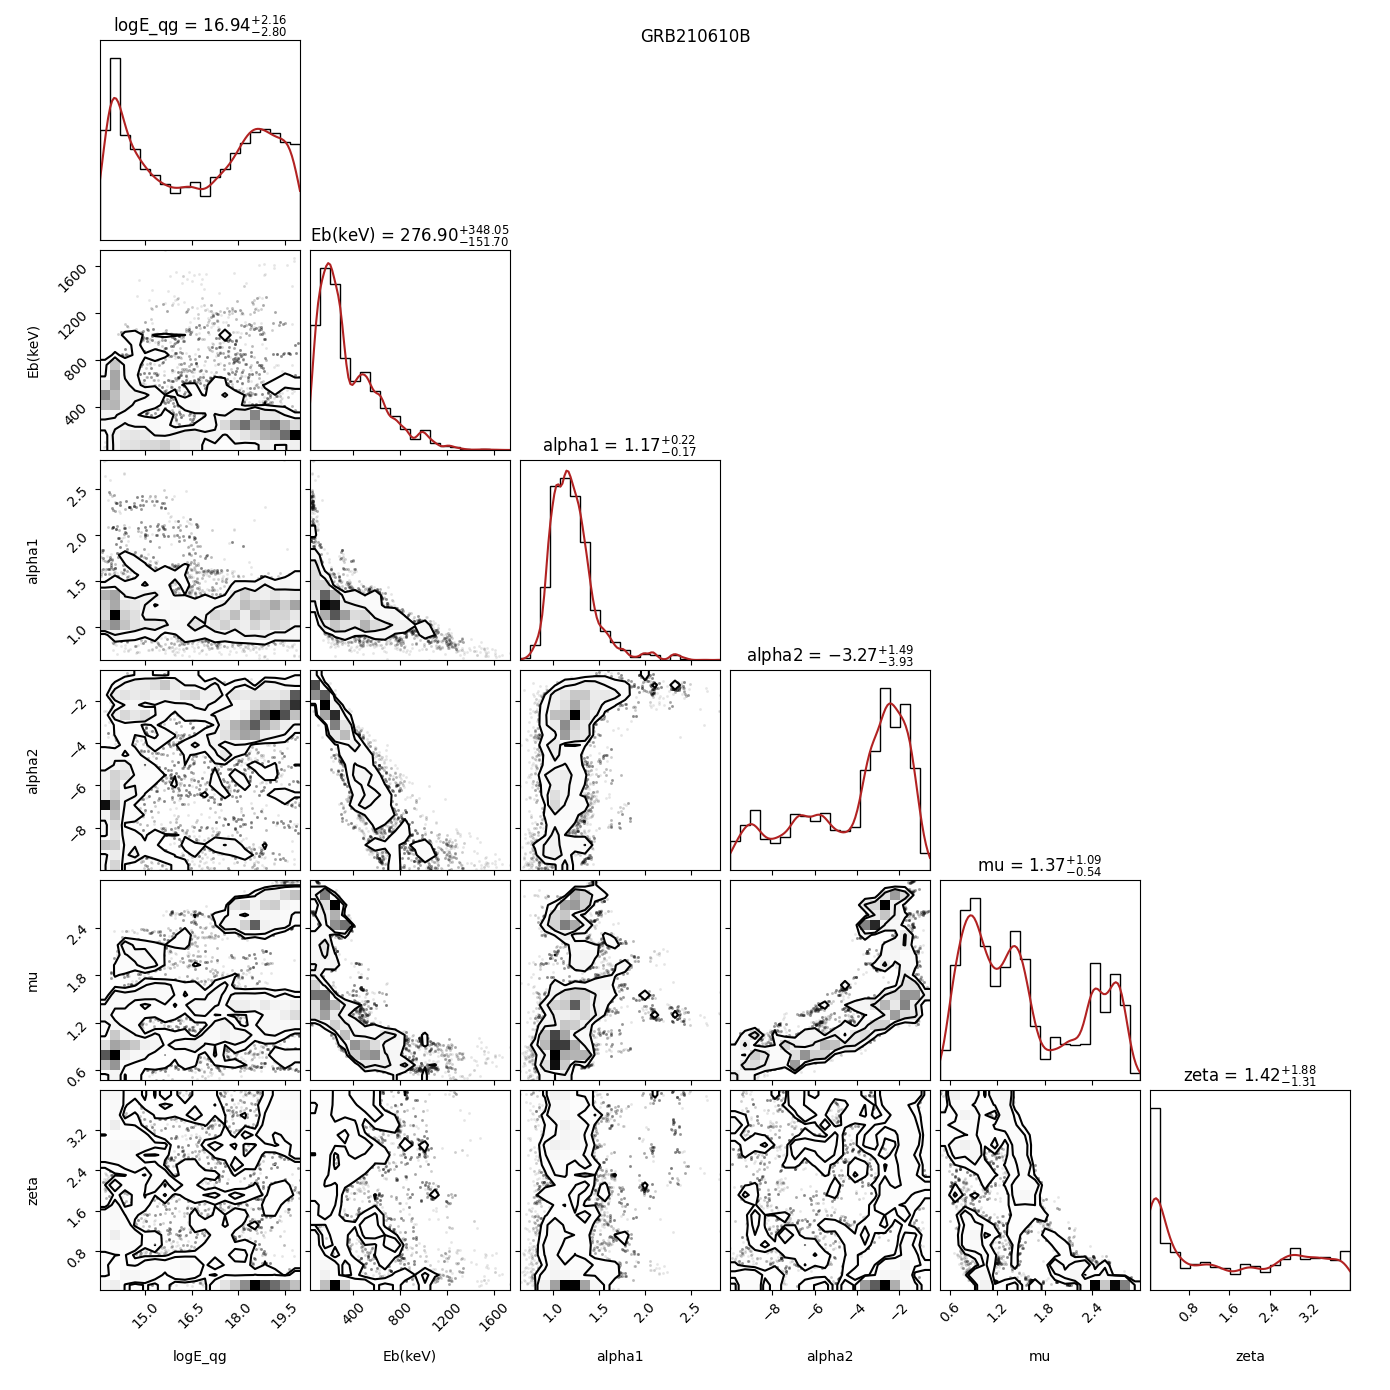 logE_qg = 16.94+2.16 −2.80
GRB210610B
Eb(keV) = 276.90+348.05 −151.70
1600
1200
800
400
Eb(keV)
alpha1 = 1.17+0.22 −0.17
2.5
2.0
1.5
1.0
alpha1
alpha2 = −3.27+1.49 −3.93
−2
−4
−6
−8
alpha2
mu = 1.37+1.09 −0.54
2.4
1.8
1.2
0.6
mu
zeta = 1.42+1.88 −1.31
3.2
2.4
1.6
0.8
zeta
15.0 16.5 18.0 19.5 400 800 1200 1600 1.0 1.5 2.0 2.5 −8 −6 −4 −2 0.6 1.2 1.8 2.4 0.8 1.6 2.4 3.2
logE_qg Eb(keV) alpha1 alpha2 mu zeta